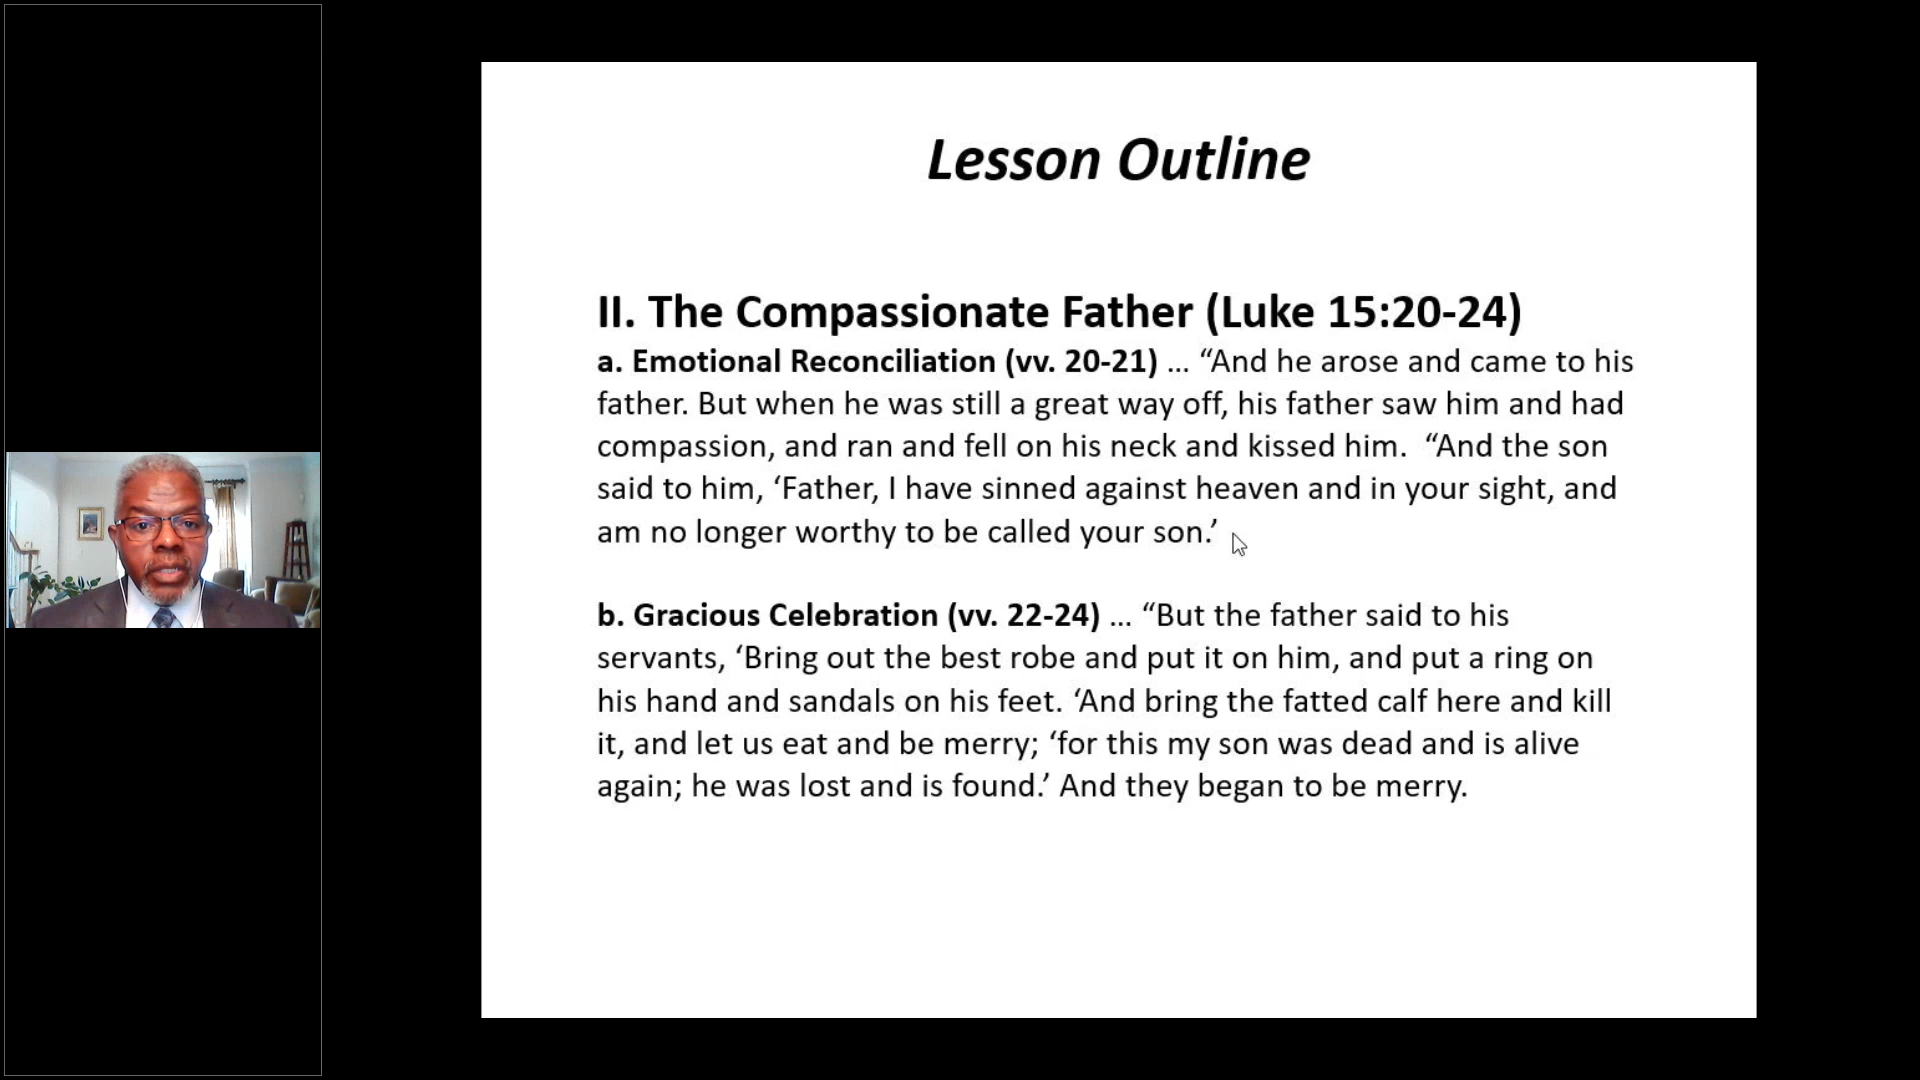 Lesson Outline
II. The Compassionate Father (Luke 15:20-24)
a. Emotional Reconciliation (vv. 20-21) ... “And he arose and came to his
father. But when he was still a great way off, his father saw him and had
compassion, and ran and fell on his neck and kissed him.  “And the son
said to him, ‘Father, I have sinned against heaven and in your sight, and
am no longer worthy to be called your son.’
b. Gracious Celebration (vv. 22-24) ... “But the father said to his
servants, ‘Bring out the best robe and put it on him, and put a ring on
his hand and sandals on his feet. ‘And bring the fatted calf here and kill
it, and let us eat and be merry; ‘for this my son was dead and is alive
again; he was lost and is found.’ And they began to be merry.